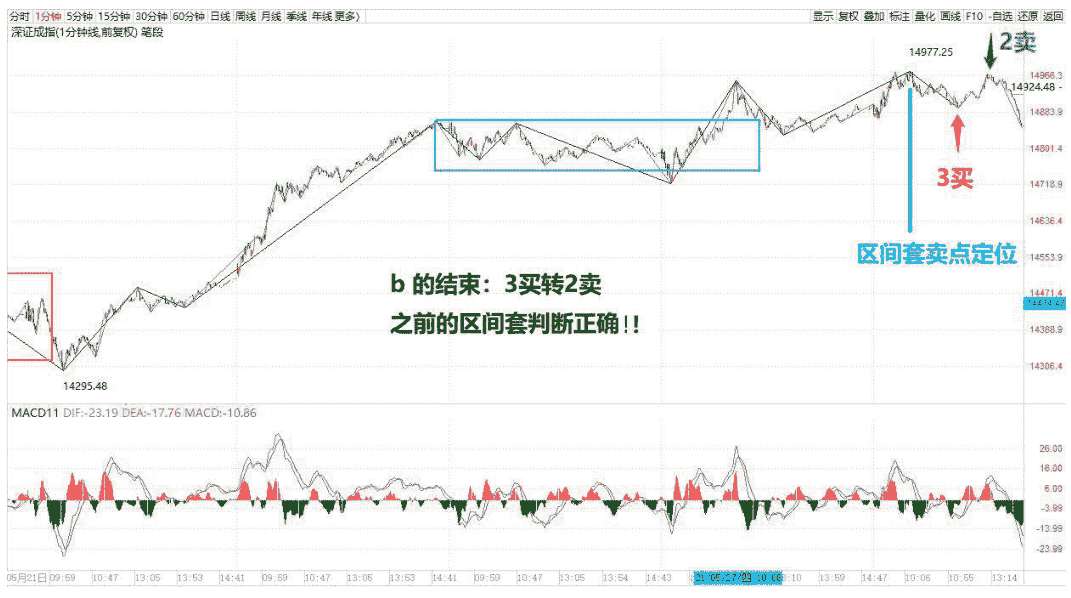 分时 1分钟 5分钟 15分钟 30分钟 60分钟 日线 周线 月线 季线 年线 更多〉 显示 复权 叠加 标注 量化 画线 F10 -自选 还原 返回
深证成指(1分钟线,前复权) 笔段
2卖
14977.25
14966.3
14924.48 -
14883.9
14801.4
3买
14718.9
14636.4
区间套卖点定位
14553.9
b 的结束：3买转2卖
14471.4
之前的区间套判断正确!!
14388.9
14306.4
14295.48
MACD11 DIF:-23.19 DEA:-17.76 MACD:-10.86
26.00
16.00
6.00
-3.99
-13.99
-23.99
05月21日 09:59 10:47 13:05 13:53 14:41 09:59 10:47 13:05 13:53 14:41 09:59 10:47 13:05 13:54 14:43 13:59 14:47 10:06 10:55 13:14